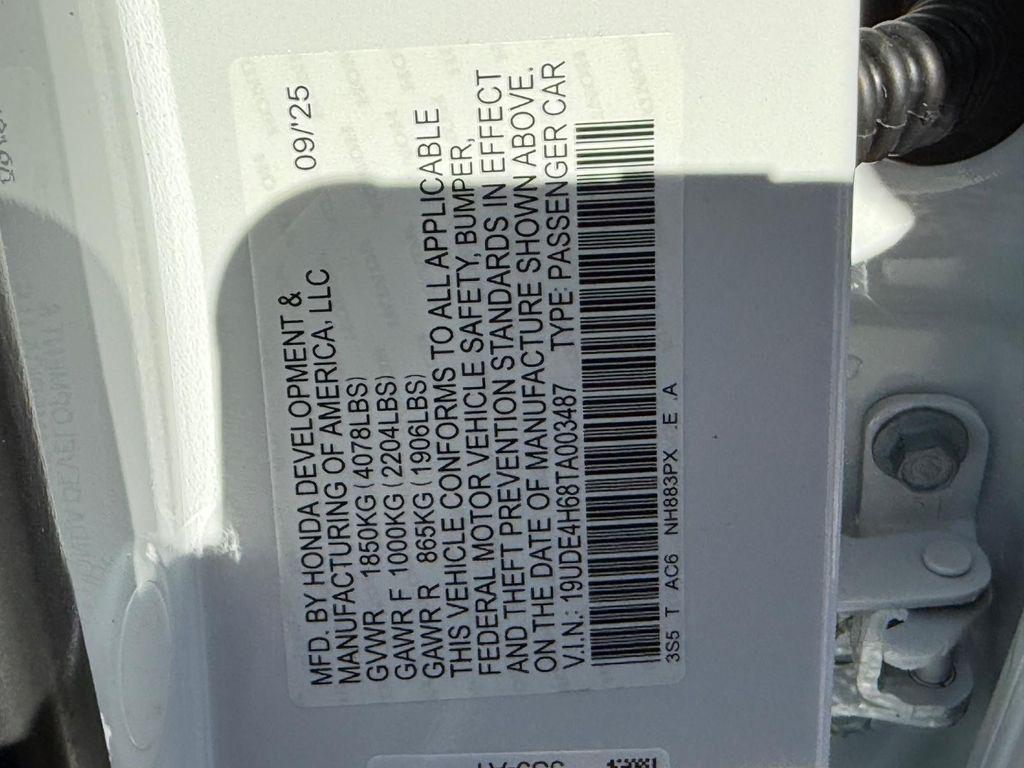 MFD. BY HONDA DEVELOPMENT &
MANUFACTURING OF AMERICA, LLC 09/'25
GVWR 1850KG (4078LBS)
GAWR F 1000KG (2204LBS)
GAWR R 865KG (1906LBS)
THIS VEHICLE CONFORMS TO ALL APPLICABLE
FEDERAL MOTOR VEHICLE SAFETY, BUMPER,
AND THEFT PREVENTION STANDARDS IN EFFECT
ON THE DATE OF MANUFACTURE SHOWN ABOVE.
V.I.N.: 19UDE4H68TA003487 TYPE: PASSENGER CAR
3S5 T AC6 NH883PX .E .A